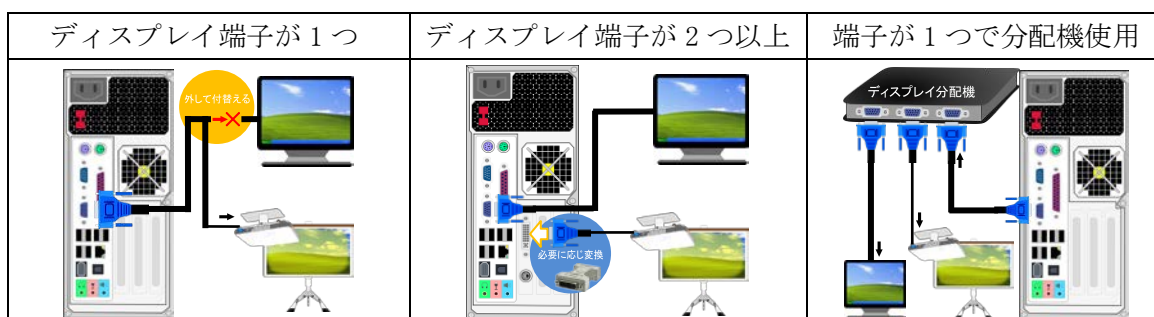 ディスプレイ端子が1つ
ディスプレイ端子が2つ以上
端子が1つで分配機使用
外して付替える
必要に応じ変換
ディスプレイ分配機